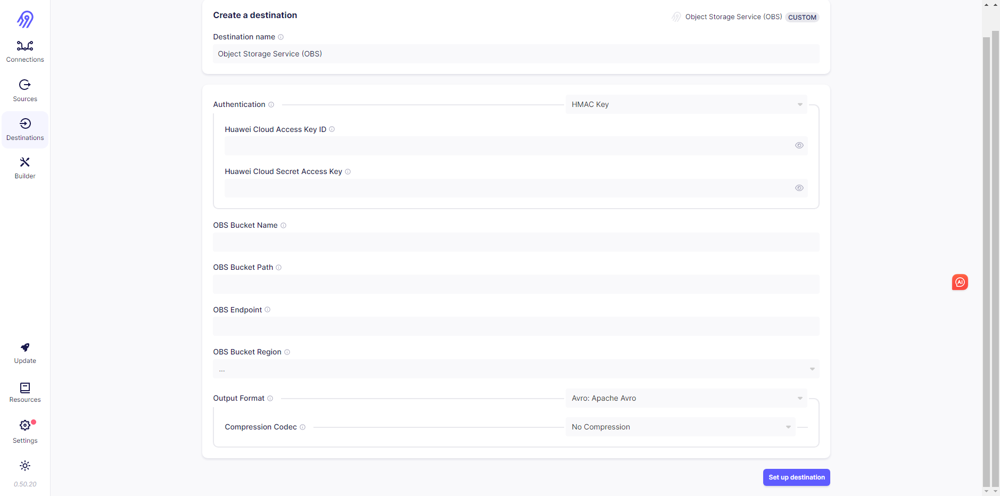 Connections
Sources
Destinations
Builder
Update
Resources
Settings
0.50.20
Create a destination
Object Storage Service (OBS) CUSTOM
Destination name
Object Storage Service (OBS)
Authentication
HMAC Key
Huawei Cloud Access Key ID
Huawei Cloud Secret Access Key
OBS Bucket Name
OBS Bucket Path
OBS Endpoint
OBS Bucket Region
...
Output Format
Avro: Apache Avro
Compression Codec
No Compression
Set up destination
AI